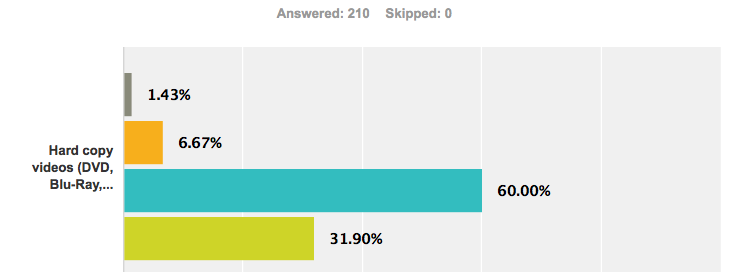 Answered: 210 Skipped: 0
1.43%
6.67%
Hard copy
videos (DVD,
Blu-Ray,...
60.00%
31.90%